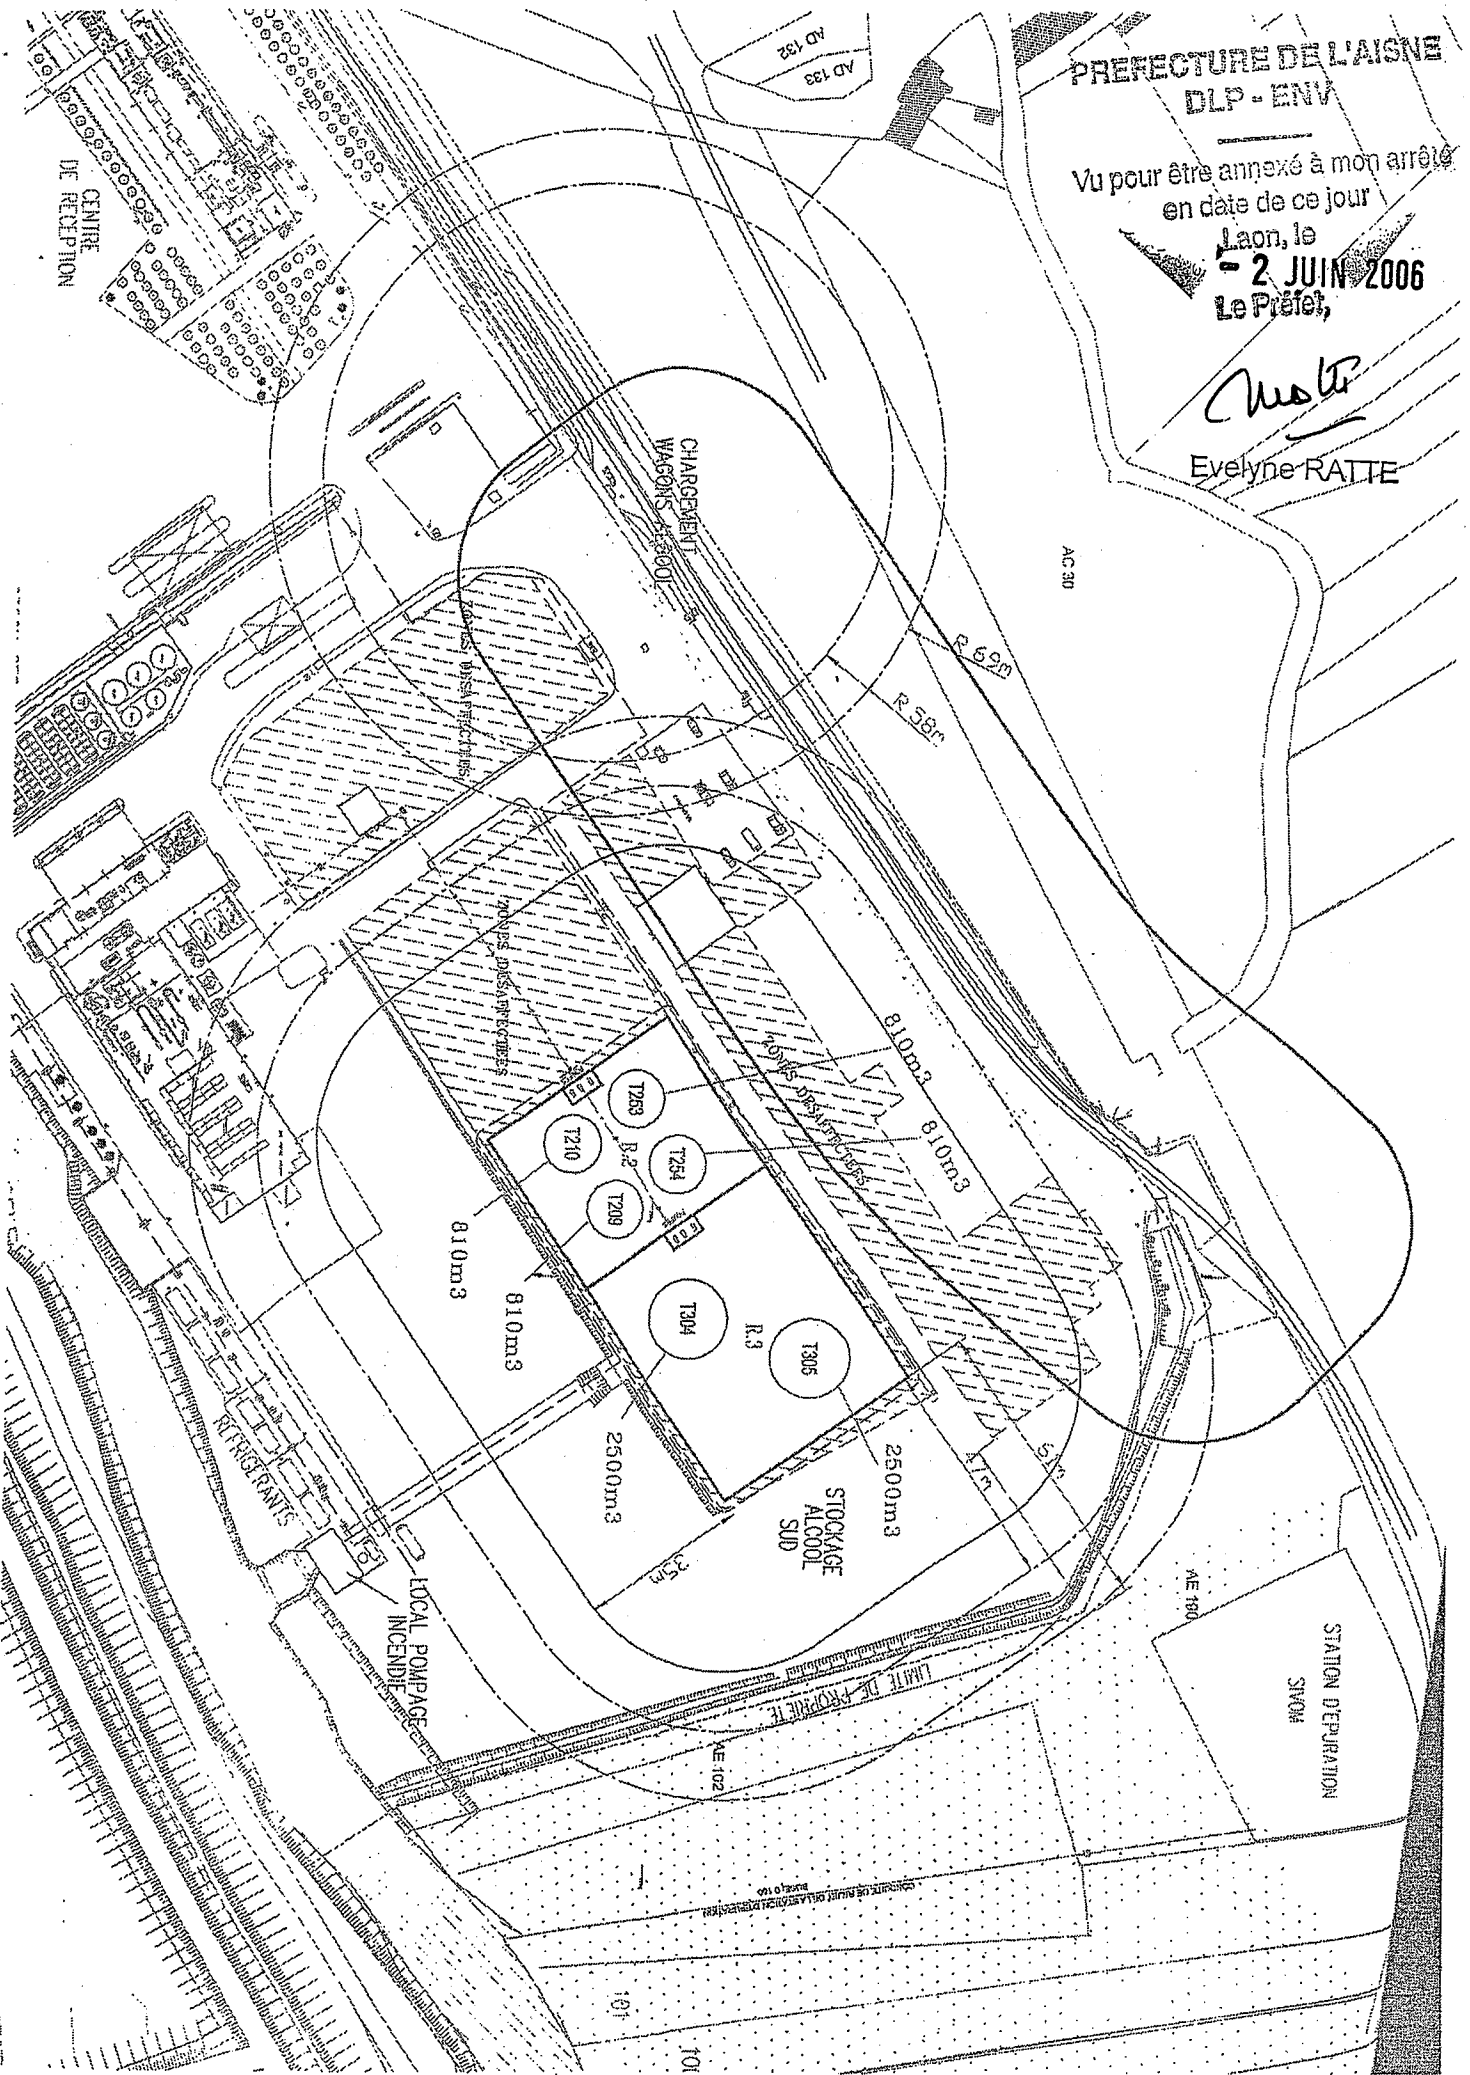 PREFECTURE DE L'AISNE
DLP - ENV
Vu pour être annexé à mon arrêté
en date de ce jour
Laon, le
- 2 JUIN 2006
Le Préfet,
Evelyne RATTE
AD 132
AD 133
AC 30
CENTRE
DE RECEPTION
CHARGEMENT
WAGONS ALCOOL
R 69m
R 58m
ZONES DESAFFECTEES
ZONES DESAFFECTEES
ZONES DESAFFECTEES
810m3
810m3
T253
T210
R.2
T254
T209
810m3
810m3
T304
R.3
T305
2500m3
2500m3
STOCKAGE
ALCOOL
SUD
35m
REFRIGERANTS
LOCAL POMPAGE
INCENDIE
LIMITE DE PROPRIETE
AE 102
AE 190
STATION D'EPURATION
SIVOM
101